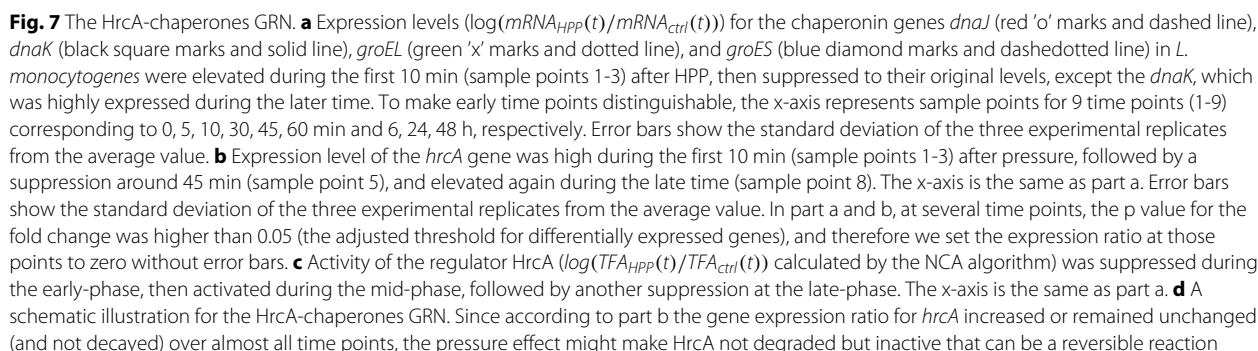 Fig. 7 The HrcA-chaperones GRN. a Expression levels (log(mRNA_HPP(t)/mRNA_ctrl(t))) for the chaperonin genes dnaJ (red 'o' marks and dashed line),
dnaK (black square marks and solid line), groEL (green 'x' marks and dotted line), and groES (blue diamond marks and dashedotted line) in L.
monocytogenes were elevated during the first 10 min (sample points 1-3) after HPP, then suppressed to their original levels, except the dnaK, which
was highly expressed during the later time. To make early time points distinguishable, the x-axis represents sample points for 9 time points (1-9)
corresponding to 0, 5, 10, 30, 45, 60 min and 6, 24, 48 h, respectively. Error bars show the standard deviation of the three experimental replicates
from the average value. b Expression level of the hrcA gene was high during the first 10 min (sample points 1-3) after pressure, followed by a
suppression around 45 min (sample point 5), and elevated again during the late time (sample point 8). The x-axis is the same as part a. Error bars
show the standard deviation of the three experimental replicates from the average value. In part a and b, at several time points, the p value for the
fold change was higher than 0.05 (the adjusted threshold for differentially expressed genes), and therefore we set the expression ratio at those
points to zero without error bars. c Activity of the regulator HrcA (log(TFA_HPP(t)/TFA_ctrl(t)) calculated by the NCA algorithm) was suppressed during
the early-phase, then activated during the mid-phase, followed by another suppression at the late-phase. The x-axis is the same as part a. d A
schematic illustration for the HrcA-chaperones GRN. Since according to part b the gene expression ratio for hrcA increased or remained unchanged
(and not decayed) over almost all time points, the pressure effect might make HrcA not degraded but inactive that can be a reversible reaction